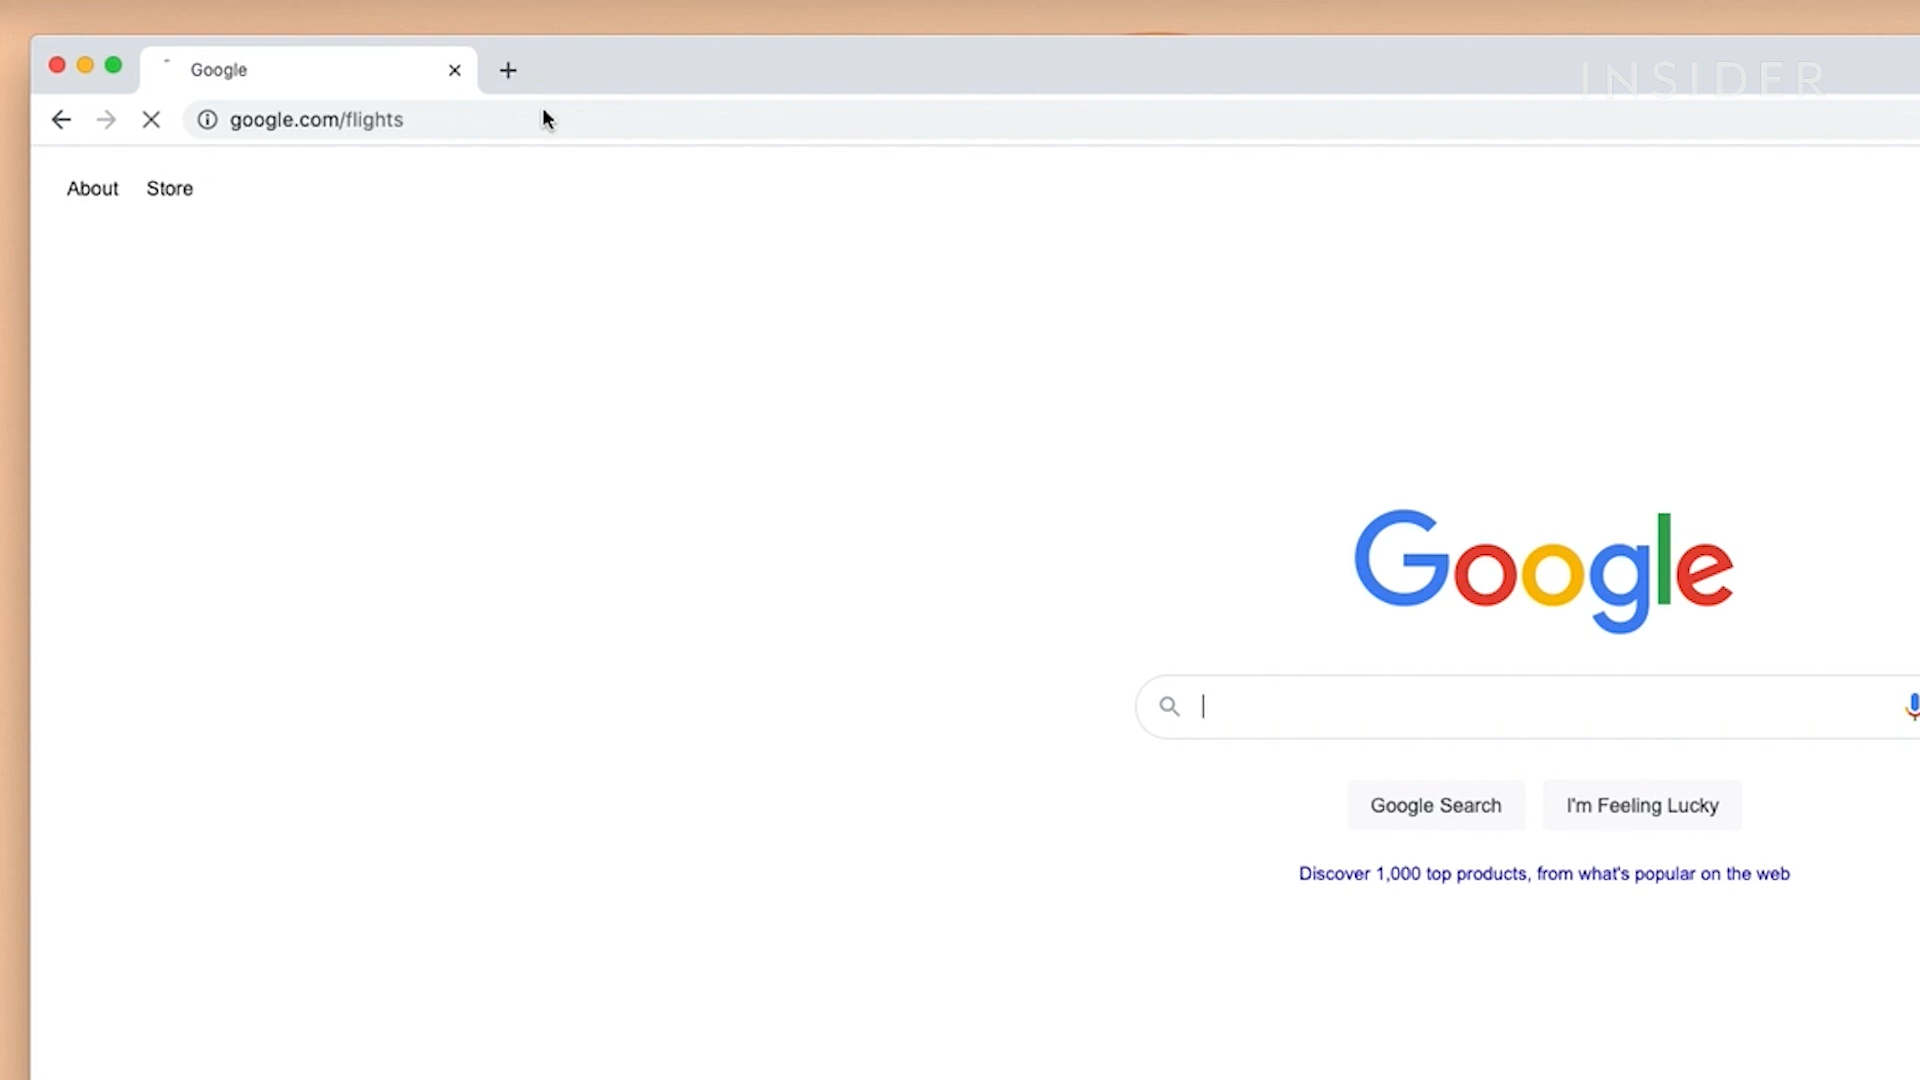 Google
INSIDER
google.com/flights
About Store
Google
Google Search I'm Feeling Lucky
Discover 1,000 top products, from what's popular on the web